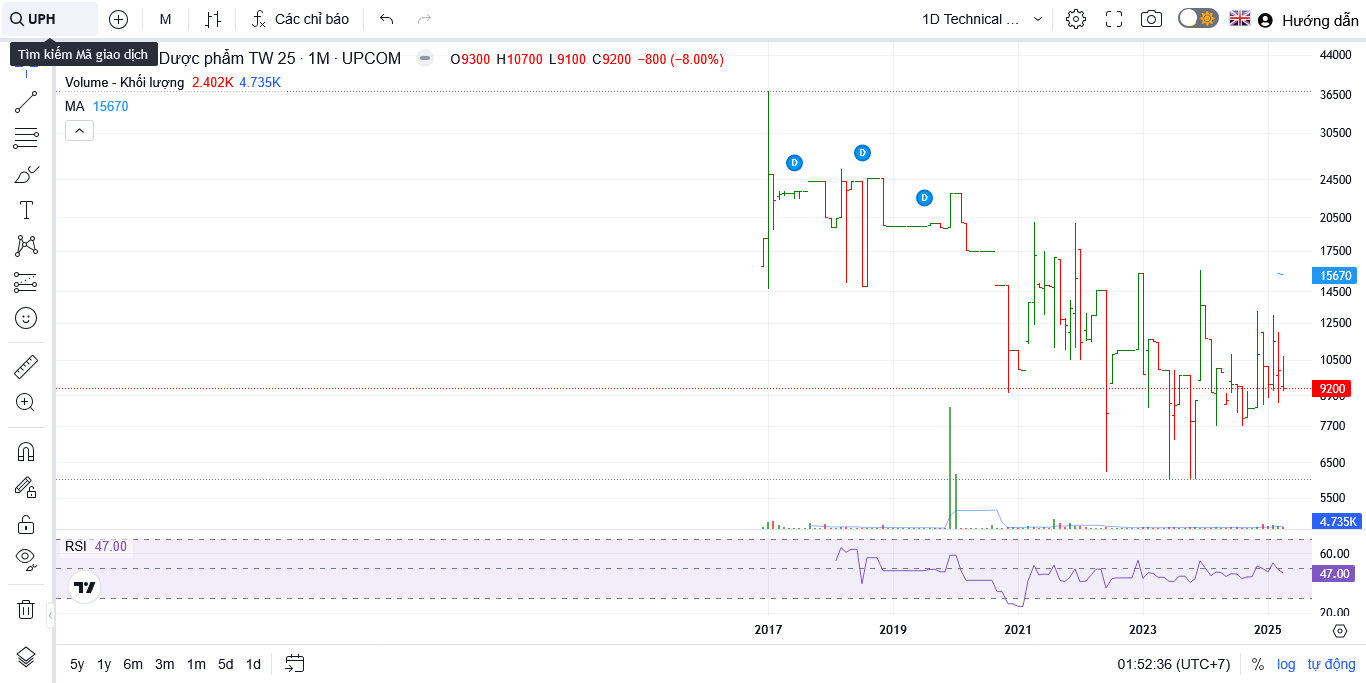 UPH
M
Các chỉ báo
1D Technical ...
Hướng dẫn
Tìm kiếm Mã giao dịch
Dược phẩm TW 25 · 1M · UPCOM
O9300 H10700 L9100 C9200 −800 (−8.00%)
Volume - Khối lượng 2.402K 4.735K
MA 15670
D
D
D
44000
36500
30500
24500
20500
17500
15670
14500
12500
10500
9200
8900
7700
6500
5500
4.735K
RSI 47.00
60.00
47.00
20.00
2017 2019 2021 2023 2025
5y 1y 6m 3m 1m 5d 1d
01:52:36 (UTC+7)
% log tự động